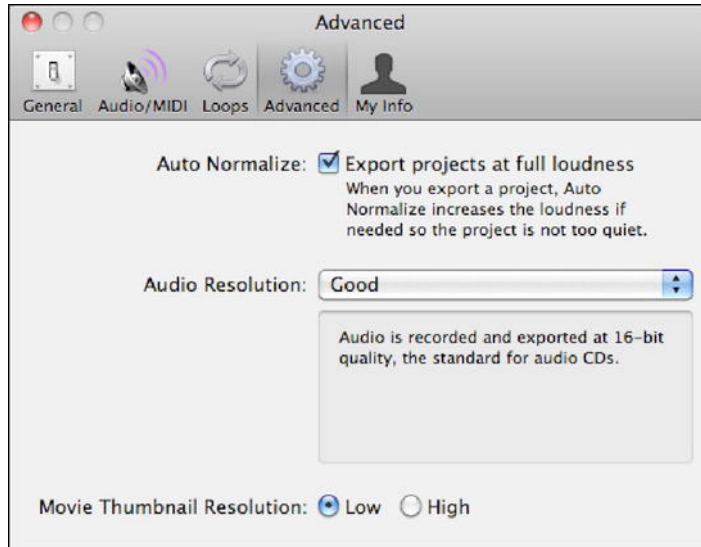 Advanced
General Audio/MIDI Loops Advanced My Info
Auto Normalize: Export projects at full loudness
When you export a project, Auto
Normalize increases the loudness if
needed so the project is not too quiet.
Audio Resolution: Good
Audio is recorded and exported at 16-bit
quality, the standard for audio CDs.
Movie Thumbnail Resolution: Low High